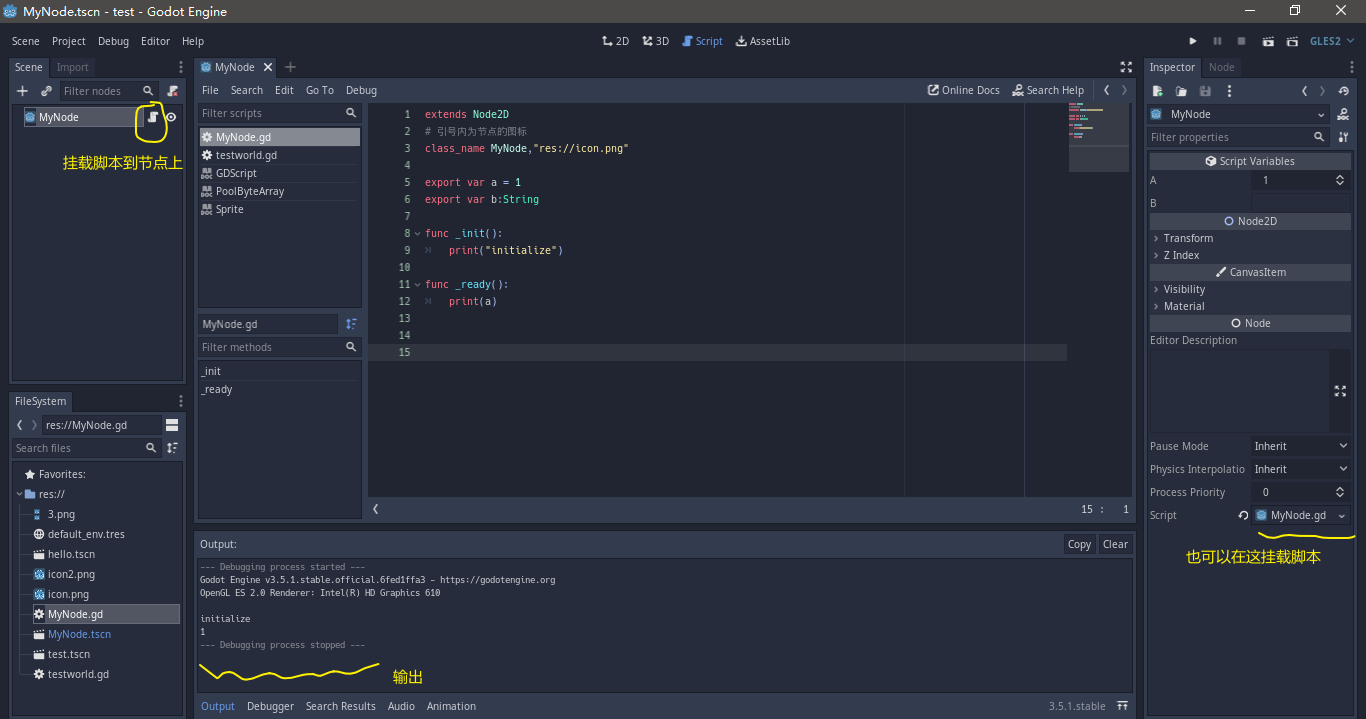 MyNode.tscn - test - Godot Engine
Scene Project Debug Editor Help
2D 3D Script AssetLib
GLES2
Scene Import
Filter nodes
MyNode
挂载脚本到节点上
FileSystem
res://MyNode.gd
Search files
Favorites:
res://
3.png
default_env.tres
hello.tscn
icon2.png
icon.png
MyNode.gd
MyNode.tscn
test.tscn
testworld.gd
MyNode
File Search Edit Go To Debug
Online Docs Search Help
Filter scripts
MyNode.gd
testworld.gd
GDScript
PoolByteArray
Sprite
MyNode.gd
Filter methods
_init
_ready
1 extends Node2D
2 # 引号内为节点的图标
3 class_name MyNode,"res://icon.png"
4
5 export var a = 1
6 export var b:String
7
8 func _init():
9 print("initialize")
10
11 func _ready():
12 print(a)
13
14
15
15 : 1
Output:
Copy Clear
--- Debugging process started ---
Godot Engine v3.5.1.stable.official.6fed1ffa3 - https://godotengine.org
OpenGL ES 2.0 Renderer: Intel(R) HD Graphics 610
initialize
1
--- Debugging process stopped ---
输出
Output Debugger Search Results Audio Animation
3.5.1.stable
Inspector Node
MyNode
Filter properties
Script Variables
A 1
B
Node2D
Transform
Z Index
CanvasItem
Visibility
Material
Node
Editor Description
Pause Mode Inherit
Physics Interpolatio Inherit
Process Priority 0
Script MyNode.gd
也可以在这挂载脚本